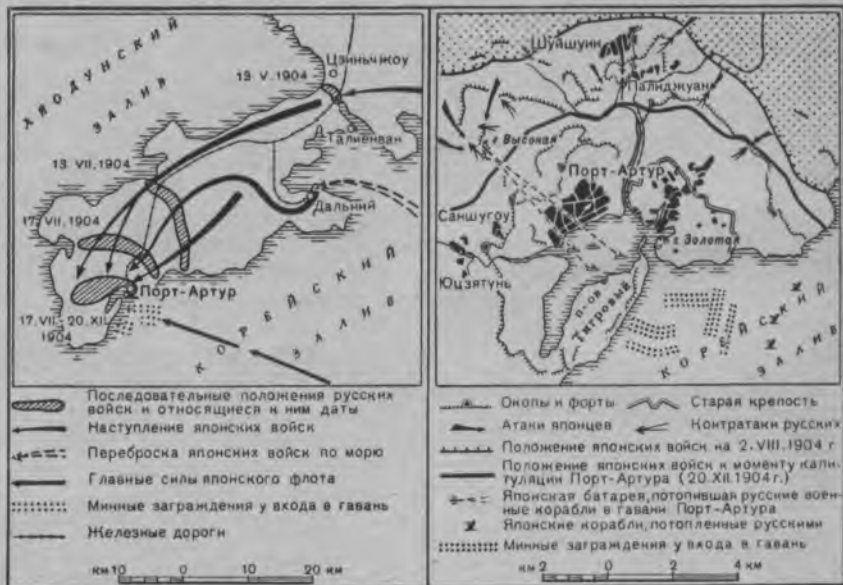 ЛЯОДУНСКИЙ
ЗАЛИВ
Цзиньчжоу
13.V.1904
Талиенван
13.VII.1904
Дальний
17.VII.1904
Порт-Артур
17.VII.-20.XII.
1904
КОРЕЙСКИЙ
ЗАЛИВ
Последовательные положения русских
войск и относящиеся к ним даты
Наступление японских войск
Переброска японских войск по морю
Главные силы японского флота
Минные заграждения у входа в гавань
Железные дороги
км 10 0 10 20 км
Шуйшуин
Палиджуан
г. Высокая
Порт-Артур
Саншугоу
г. Золотая
Юцзятунь
п-ов
Тигровый
КОРЕЙСКИЙ
ЗАЛИВ
Окопы и форты Старая крепость
Атаки японцев Контратаки русских
Положение японских войск на 2.VIII.1904 г
Положение японских войск к моменту капи-
туляции Порт-Артура (20.XII.1904г.)
Японская батарея, потопившая русские воен-
ные корабли в гавани Порт-Артура
Японские корабли, потопленные русскими
Минные заграждения у входа в гавань
км 2 0 2 4 км